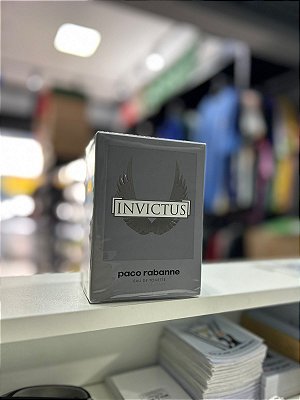 INVICTUS
paco rabanne
EAU DE TOILETTE